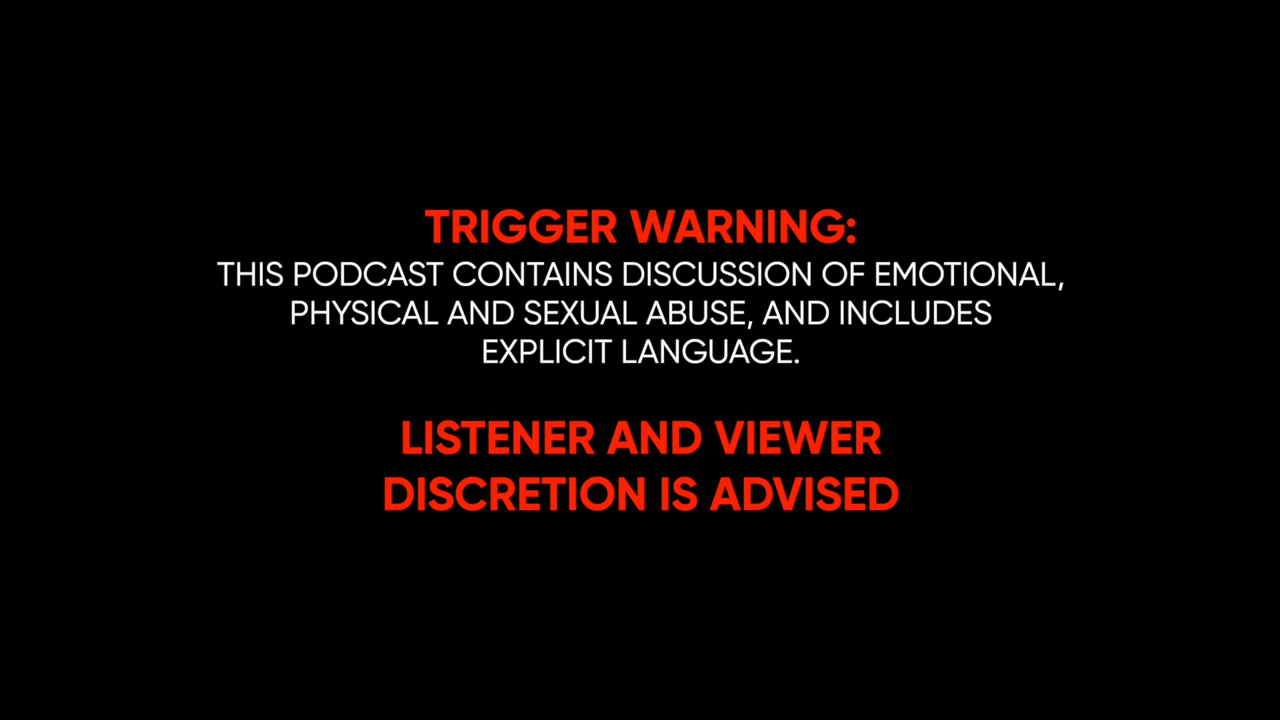 TRIGGER WARNING:
THIS PODCAST CONTAINS DISCUSSION OF EMOTIONAL,
PHYSICAL AND SEXUAL ABUSE, AND INCLUDES
EXPLICIT LANGUAGE.
LISTENER AND VIEWER
DISCRETION IS ADVISED